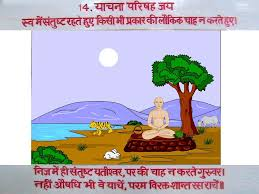 14. याचना परिषह जय
स्व में संतुष्ट रहते हुए किसी भी प्रकार की लौकिक चाह न करते हुए।
निज में ही संतुष्ट यतीश्वर, पर की चाह न करते गुरुवर।
नहीं औषधि भी वे याचें, परम विरक्त शान्त रस राचें॥